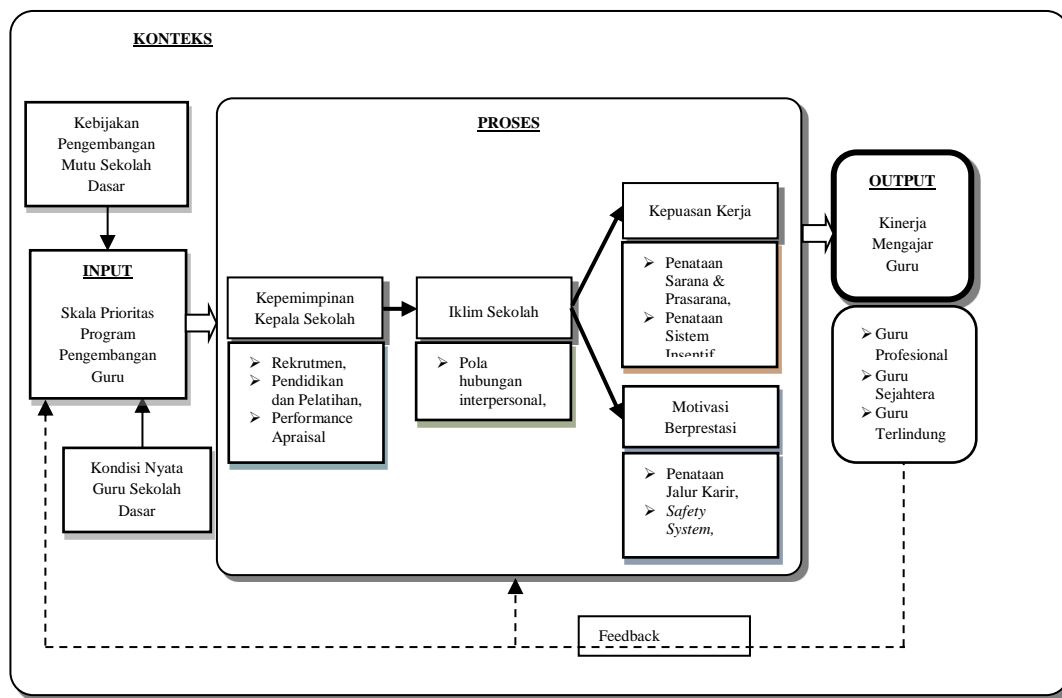 KONTEKS
Kebijakan
Pengembangan
Mutu Sekolah
Dasar
INPUT
Skala Prioritas
Program
Pengembangan
Guru
Kondisi Nyata
Guru Sekolah
Dasar
PROSES
Kepemimpinan
Kepala Sekolah
Rekrutmen,
Pendidikan
dan Pelatihan,
Performance
Appraisal
Iklim Sekolah
Pola
hubungan
interpersonal,
Kepuasan Kerja
Penataan
Sarana &
Prasarana,
Penataan
Sistem
Insentif
Motivasi
Berprestasi
Penataan
Jalur Karir,
Safety
System,
OUTPUT
Kinerja
Mengajar
Guru
Guru
Profesional
Guru
Sejahtera
Guru
Terlindung
Feedback